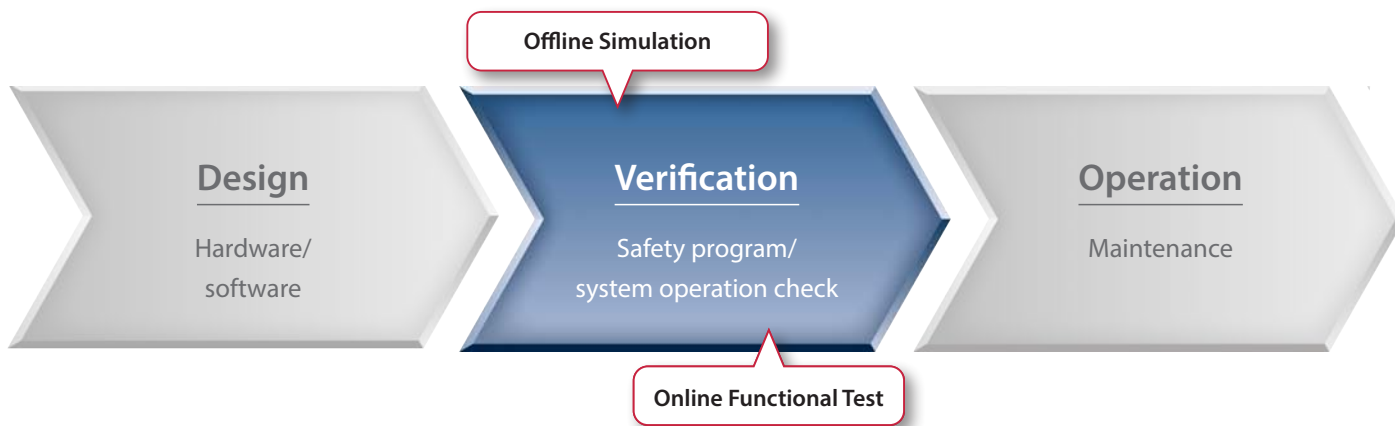 Offline Simulation
Design
Hardware/
software
Verification
Safety program/
system operation check
Operation
Maintenance
Online Functional Test